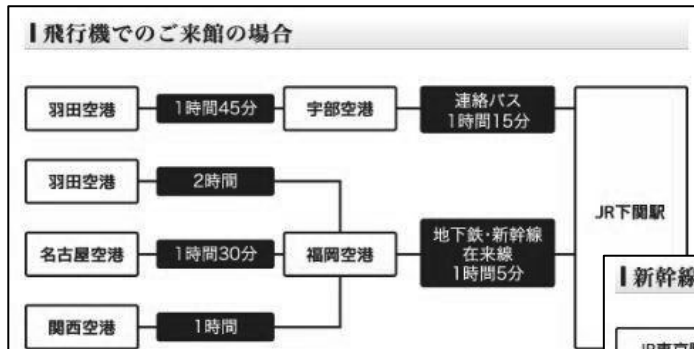 飛行機でのご来館の場合
羽田空港
1時間45分
宇部空港
連絡バス
1時間15分
羽田空港
2時間
名古屋空港
1時間30分
福岡空港
地下鉄・新幹線
在来線
1時間5分
JR下関駅
関西空港
1時間
新幹線